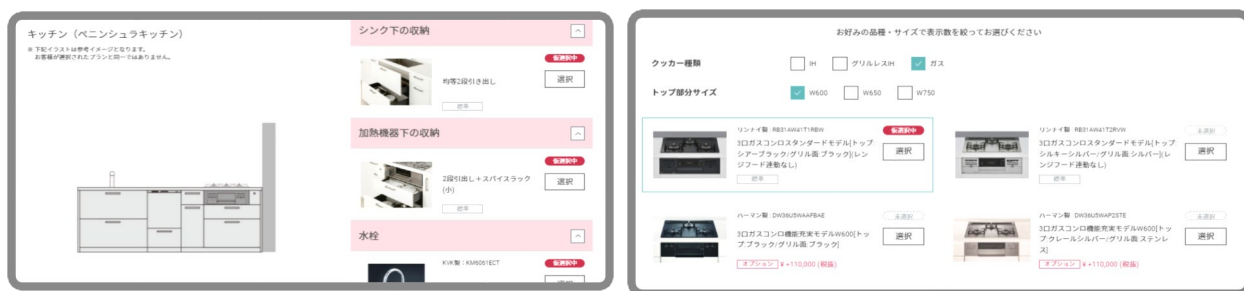 キッチン（ペニンシュラキッチン）
※ 下記イラストは参考イメージとなります。
お客様が選択されたプランと同一ではありません。
シンク下の収納
仮選択中
均等2段引き出し
選択
標準
加熱機器下の収納
仮選択中
2段引出し＋スパイスラック
(小)
選択
標準
水栓
仮選択中
KVK製：KM6061ECT
お好みの品種・サイズで表示数を絞ってお選びください
クッカー種類
IH
グリルレスIH
ガス
トップ部分サイズ
W600
W650
W750
リンナイ製：RB31AW41T1RBW
仮選択中
3口ガスコンロスタンダードモデル[トップ:
シアーブラック/グリル面:ブラック](レン
ジフード連動なし)
選択
標準
リンナイ製：RB31AW41T2RVW
未選択
3口ガスコンロスタンダードモデル[トップ:
シルキーシルバー/グリル面:シルバー](レ
ンジフード連動なし)
選択
標準
ハーマン製：DW36U5WAAFBAE
未選択
3口ガスコンロ機能充実モデルW600[トッ
プ:ブラック/グリル面:ブラック]
選択
オプション ¥ +110,000 (税抜)
ハーマン製：DW36U5WAP2STE
未選択
3口ガスコンロ機能充実モデルW600[トッ
プ:クレールシルバー/グリル面:ステンレ
ス]
選択
オプション ¥ +110,000 (税抜)